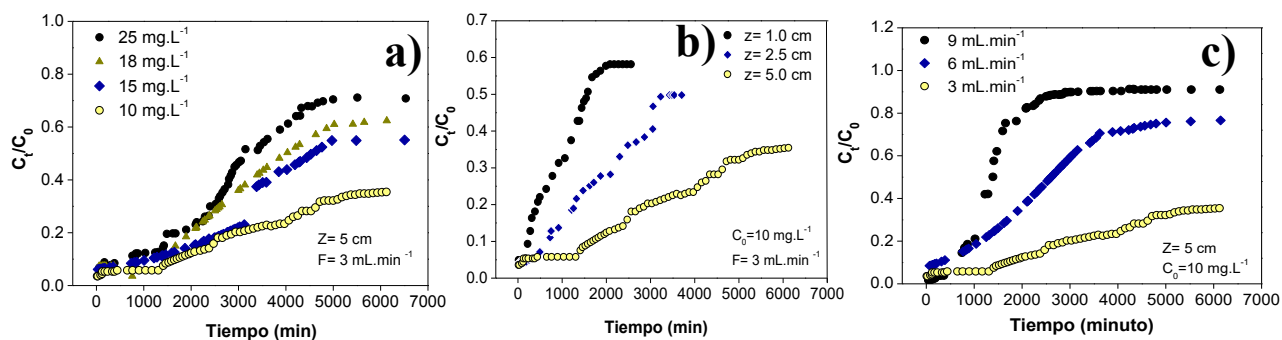 a)
25 mg.L⁻¹
18 mg.L⁻¹
15 mg.L⁻¹
10 mg.L⁻¹
Z= 5 cm
F= 3 mL.min⁻¹
Cₜ/C₀
1.0
0.8
0.6
0.4
0.2
0.0
0 1000 2000 3000 4000 5000 6000 7000
Tiempo (min)
b)
z= 1.0 cm
z= 2.5 cm
z= 5.0 cm
C₀=10 mg.L⁻¹
F= 3 mL.min⁻¹
Cₜ/C₀
0.7
0.6
0.5
0.4
0.3
0.2
0.1
0.0
0 1000 2000 3000 4000 5000 6000 7000
Tiempo (min)
c)
9 mL.min⁻¹
6 mL.min⁻¹
3 mL.min⁻¹
Z= 5 cm
C₀=10 mg.L⁻¹
Cₜ/C₀
1.2
1.0
0.8
0.6
0.4
0.2
0.0
0 1000 2000 3000 4000 5000 6000 7000
Tiempo (minuto)